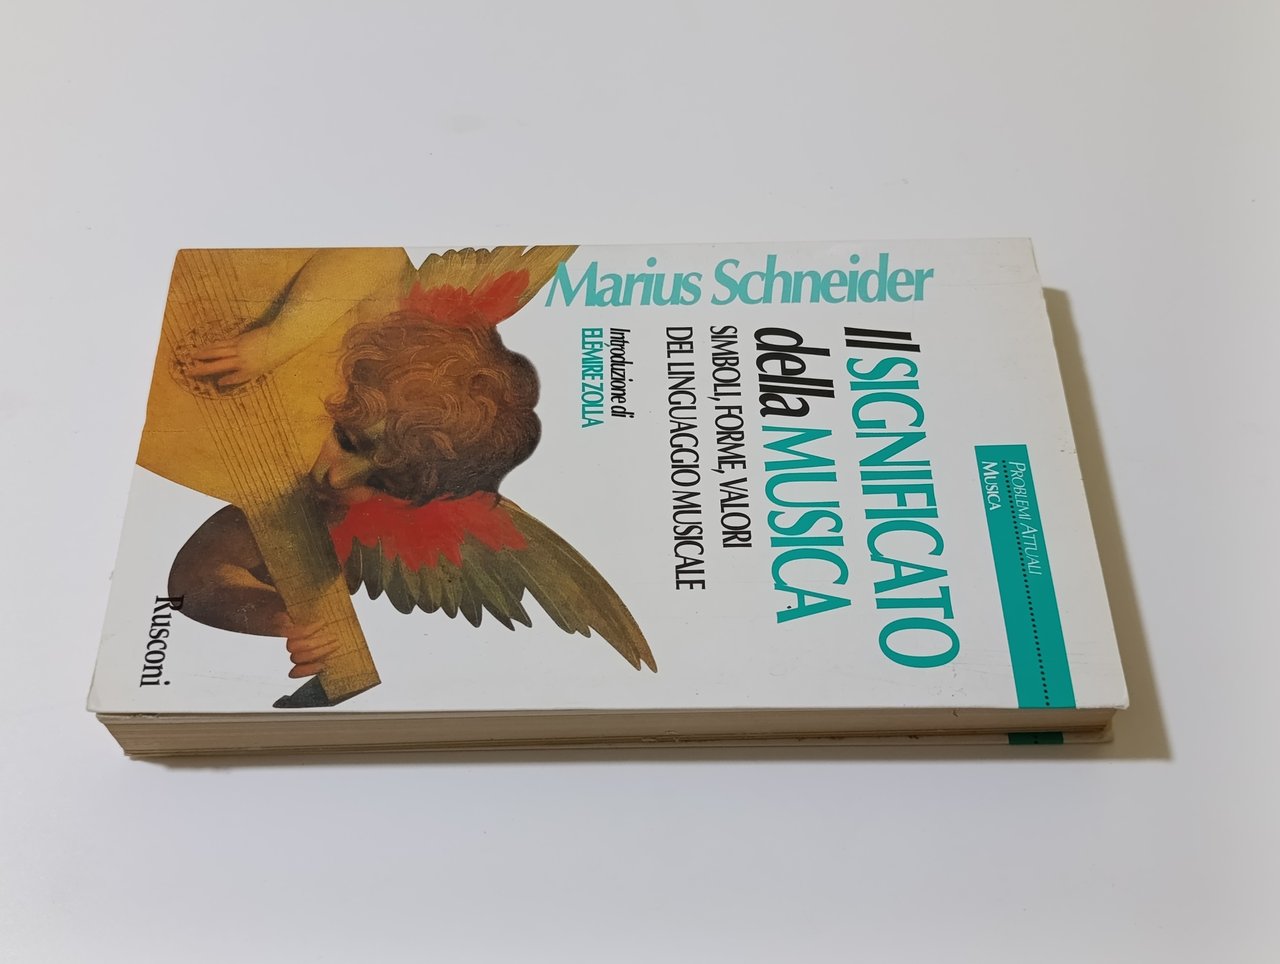 PROBLEMI ATTUALI
MUSICA
Il SIGNIFICATO
della MUSICA
SIMBOLI, FORME, VALORI
DEL LINGUAGGIO MUSICALE
Introduzione di
ELÉMIRE ZOLLA
Marius Schneider
Rusconi